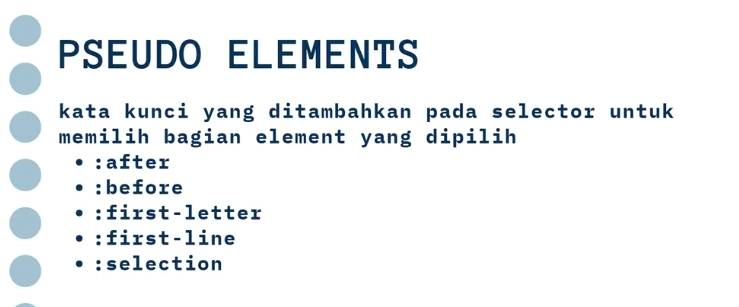 PSEUDO ELEMENTS
kata kunci yang ditambahkan pada selector untuk
memilih bagian element yang dipilih
• :after
• :before
• :first-letter
• :first-line
• :selection